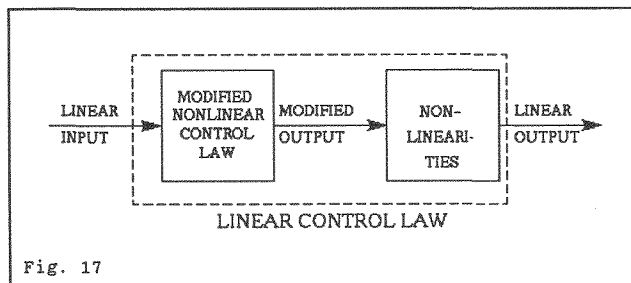 LINEAR
INPUT
MODIFIED
NONLINEAR
CONTROL
LAW
MODIFIED
OUTPUT
NON-
LINEARI-
TIES
LINEAR
OUTPUT
LINEAR CONTROL LAW
Fig. 17